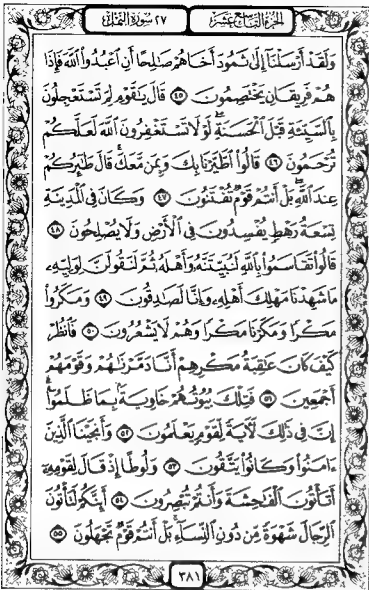 الجزء التاسع عشر
٢٧ سورة النمل
وَلَقَدْ أَرْسَلْنَآ إِلَىٰ ثَمُودَ أَخَاهُمْ صَٰلِحًا أَنِ ٱعْبُدُوا۟ ٱللَّهَ فَإِذَا
هُمْ فَرِيقَانِ يَخْتَصِمُونَ ٤٥ قَالَ يَٰقَوْمِ لِمَ تَسْتَعْجِلُونَ
بِٱلسَّيِّئَةِ قَبْلَ ٱلْحَسَنَةِ ۖ لَوْلَا تَسْتَغْفِرُونَ ٱللَّهَ لَعَلَّكُمْ
تُرْحَمُونَ ٤٦ قَالُوا۟ ٱطَّيَّرْنَا بِكَ وَبِمَن مَّعَكَ ۚ قَالَ طَٰٓئِرُكُمْ
عِندَ ٱللَّهِ ۖ بَلْ أَنتُمْ قَوْمٌ تُفْتَنُونَ ٤٧ وَكَانَ فِى ٱلْمَدِينَةِ
تِسْعَةُ رَهْطٍ يُفْسِدُونَ فِى ٱلْأَرْضِ وَلَا يُصْلِحُونَ ٤٨
قَالُوا۟ تَقَاسَمُوا۟ بِٱللَّهِ لَنُبَيِّتَنَّهُۥ وَأَهْلَهُۥ ثُمَّ لَنَقُولَنَّ لِوَلِيِّهِۦ
مَا شَهِدْنَا مَهْلِكَ أَهْلِهِۦ وَإِنَّا لَصَٰدِقُونَ ٤٩ وَمَكَرُوا۟
مَكْرًا وَمَكَرْنَا مَكْرًا وَهُمْ لَا يَشْعُرُونَ ٥٠ فَٱنظُرْ
كَيْفَ كَانَ عَٰقِبَةُ مَكْرِهِمْ أَنَّا دَمَّرْنَٰهُمْ وَقَوْمَهُمْ
أَجْمَعِينَ ٥١ فَتِلْكَ بُيُوتُهُمْ خَاوِيَةًۢ بِمَا ظَلَمُوٓا۟ ۗ
إِنَّ فِى ذَٰلِكَ لَءَايَةً لِّقَوْمٍ يَعْلَمُونَ ٥٢ وَأَنجَيْنَا ٱلَّذِينَ
ءَامَنُوا۟ وَكَانُوا۟ يَتَّقُونَ ٥٣ وَلُوطًا إِذْ قَالَ لِقَوْمِهِۦٓ
أَتَأْتُونَ ٱلْفَٰحِشَةَ وَأَنتُمْ تُبْصِرُونَ ٥٤ أَئِنَّكُمْ لَتَأْتُونَ
ٱلرِّجَالَ شَهْوَةً مِّن دُونِ ٱلنِّسَآءِ ۚ بَلْ أَنتُمْ قَوْمٌ تَجْهَلُونَ ٥٥
٣٨١